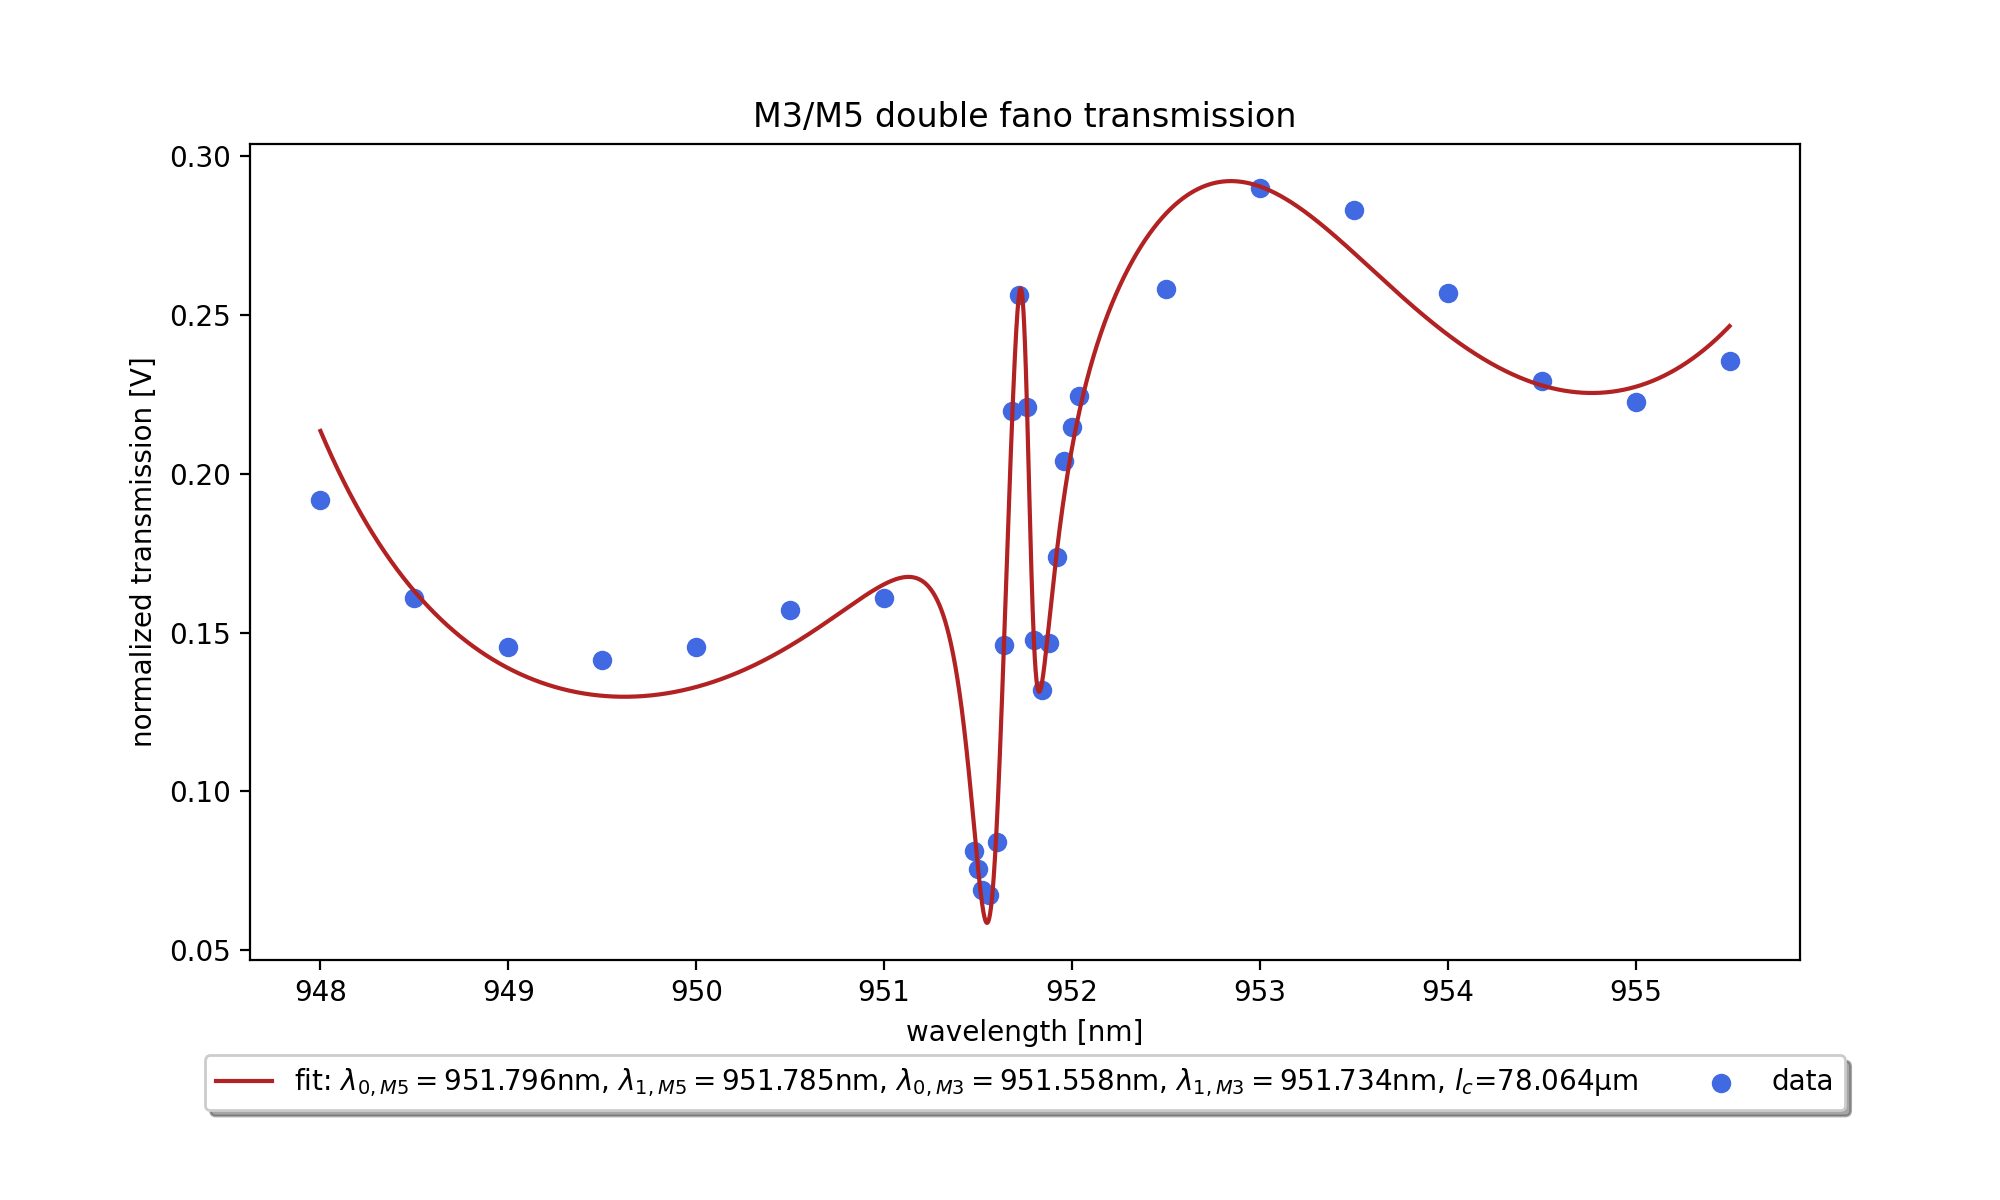 M3/M5 double fano transmission
normalized transmission [V]
0.30
0.25
0.20
0.15
0.10
0.05
948 949 950 951 952 953 954 955
wavelength [nm]
fit: λ₀,M5 = 951.796nm, λ₁,M5 = 951.785nm, λ₀,M3 = 951.558nm, λ₁,M3 = 951.734nm, l_c=78.064μm data